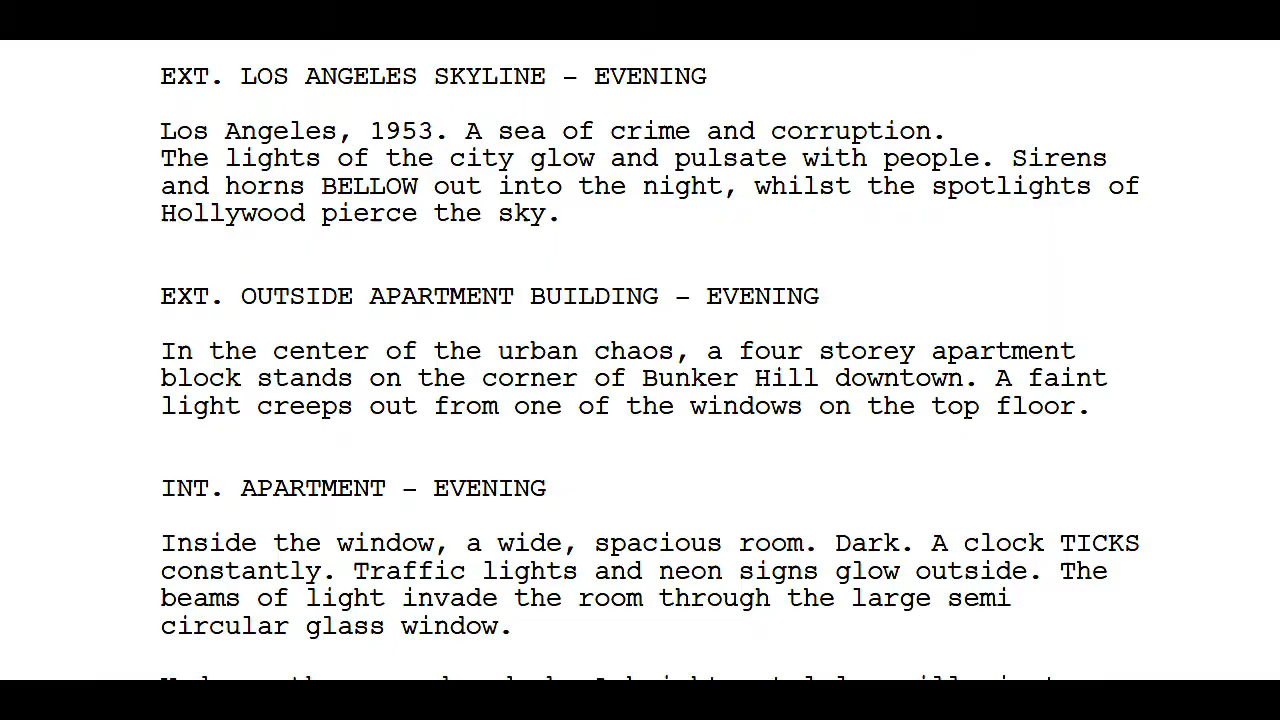 EXT. LOS ANGELES SKYLINE – EVENING
Los Angeles, 1953. A sea of crime and corruption.
The lights of the city glow and pulsate with people. Sirens
and horns BELLOW out into the night, whilst the spotlights of
Hollywood pierce the sky.
EXT. OUTSIDE APARTMENT BUILDING – EVENING
In the center of the urban chaos, a four storey apartment
block stands on the corner of Bunker Hill downtown. A faint
light creeps out from one of the windows on the top floor.
INT. APARTMENT – EVENING
Inside the window, a wide, spacious room. Dark. A clock TICKS
constantly. Traffic lights and neon signs glow outside. The
beams of light invade the room through the large semi
circular glass window.